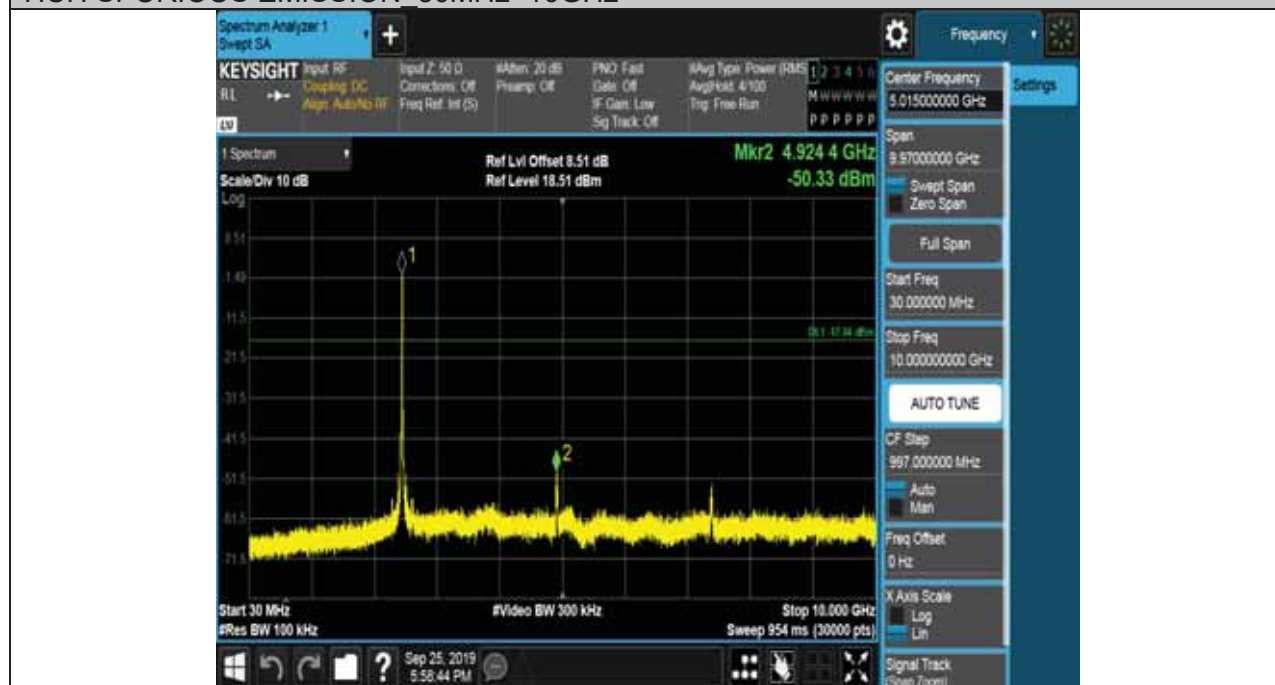 Spectrum Analyzer 1
Swept SA
+
Frequency
KEYSIGHT
RL
Input: RF
Coupling: DC
Align: Auto/No RF
Input Z: 50 Ω
Corrections: Off
Freq Ref: Int (S)
#Atten: 20 dB
Preamp: Off
PNO: Fast
Gate: Off
IF Gain: Low
Sig Track: Off
#Avg Type: Power (RMS
Avg|Hold: 4/100
Trig: Free Run
1 2 3 4 5 6
M W W W W W
P P P P P P
Settings
Center Frequency
5.015000000 GHz
Span
9.97000000 GHz
Swept Span
Zero Span
Full Span
Start Freq
30.000000 MHz
Stop Freq
10.000000000 GHz
AUTO TUNE
CF Step
997.000000 MHz
Auto
Man
Freq Offset
0 Hz
X Axis Scale
Log
Lin
Signal Track
(Span Zoom)
1 Spectrum
Scale/Div 10 dB
Log
Ref Lvl Offset 8.51 dB
Ref Level 18.51 dBm
Mkr2 4.924 4 GHz
-50.33 dBm
8.51
-1.49
-11.5
-21.5
-31.5
-41.5
-51.5
-61.5
-71.5
1
2
Start 30 MHz
#Res BW 100 kHz
#Video BW 300 kHz
Stop 10.000 GHz
Sweep 954 ms (30000 pts)
?
Sep 25, 2019
5:58:44 PM